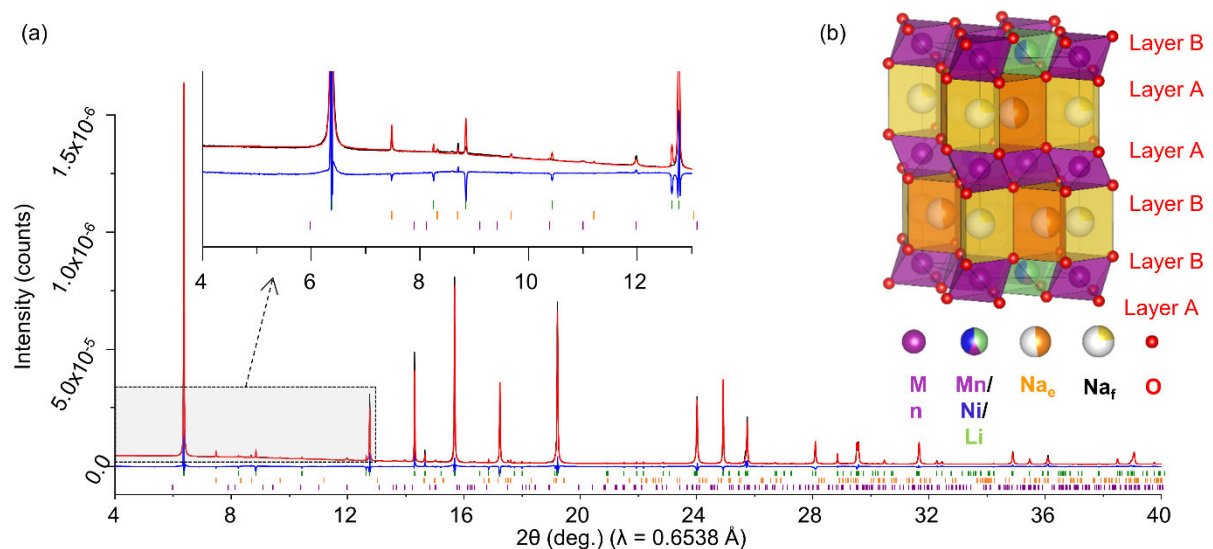 (a)
(b)
Intensity (counts)
1.5x10⁻⁶
1.0x10⁻⁶
5.0x10⁻⁵
0.0
4 6 8 10 12
4 8 12 16 20 24 28 32 36 40
2θ (deg.) (λ = 0.6538 Å)
Layer B
Layer A
Layer A
Layer B
Layer B
Layer A
M
n
Mn/
Ni/
Li
Naₑ
Na_f
O